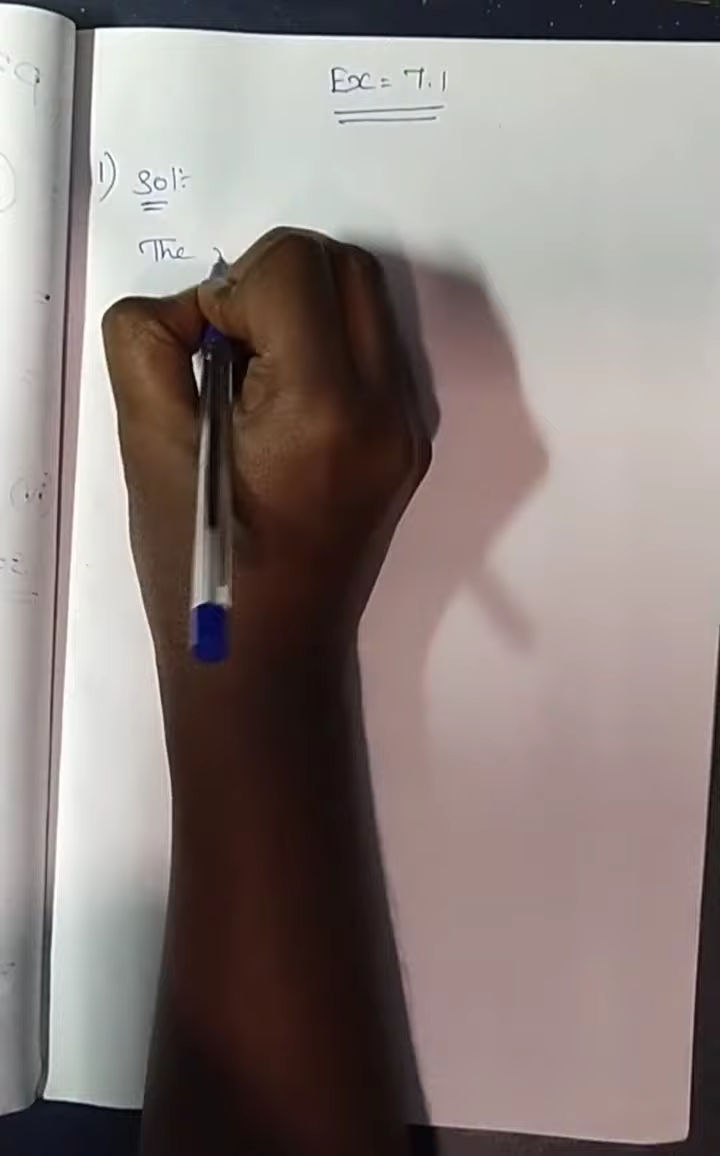 Ex = 7.1
1) Sol:
The